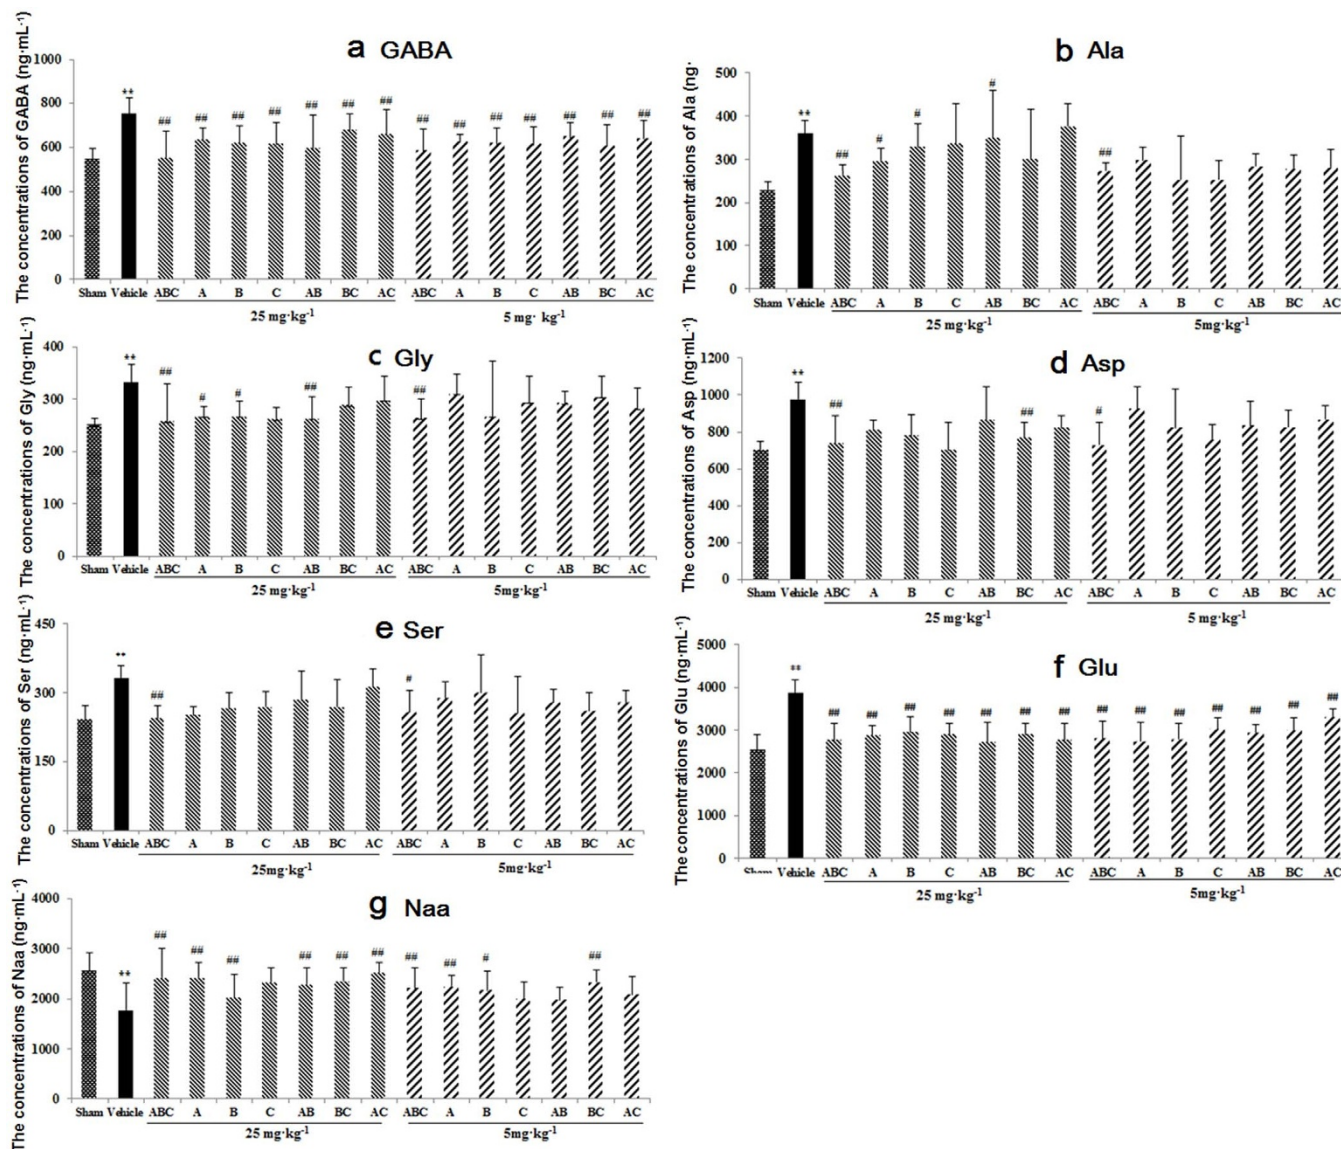 a GABA
The concentrations of GABA (ng·mL-1)
1000
800
600
400
200
0
** ## ## ## ## ## ## ## ## ## ## ## ## ## ##
Sham Vehicle ABC A B C AB BC AC ABC A B C AB BC AC
25 mg·kg-1 5 mg· kg-1
b Ala
The concentrations of Ala (ng·
500
400
300
200
100
0
** ## # # # ##
Sham Vehicle ABC A B C AB BC AC ABC A B C AB BC AC
25 mg·kg-1 5mg·kg-1
c Gly
The concentrations of Gly (ng·mL-1)
400
300
200
100
0
** ## # # ## ##
Sham Vehicle ABC A B C AB BC AC ABC A B C AB BC AC
25 mg·kg-1 5mg·kg-1
d Asp
The concentrations of Asp (ng·mL-1)
1200
1000
800
600
400
200
0
** ## ## #
Sham Vehicle ABC A B C AB BC AC ABC A B C AB BC AC
25 mg·kg-1 5 mg·kg-1
e Ser
The concentrations of Ser (ng·mL-1)
450
300
150
0
** ## #
Sham Vehicle ABC A B C AB BC AC ABC A B C AB BC AC
25mg·kg-1 5mg·kg-1
f Glu
The concentrations of Glu (ng·mL-1)
5000
4000
3000
2000
1000
0
** ## ## ## ## ## ## ## ## ## ## ## ## ## ##
Sham Vehicle ABC A B C AB BC AC ABC A B C AB BC AC
25 mg·kg-1 5mg·kg-1
g Naa
The concentrations of Naa (ng·mL-1)
4000
3000
2000
1000
0
** ## ## ## ## ## ## ## ## # ##
Sham Vehicle ABC A B C AB BC AC ABC A B C AB BC AC
25 mg·kg-1 5mg·kg-1